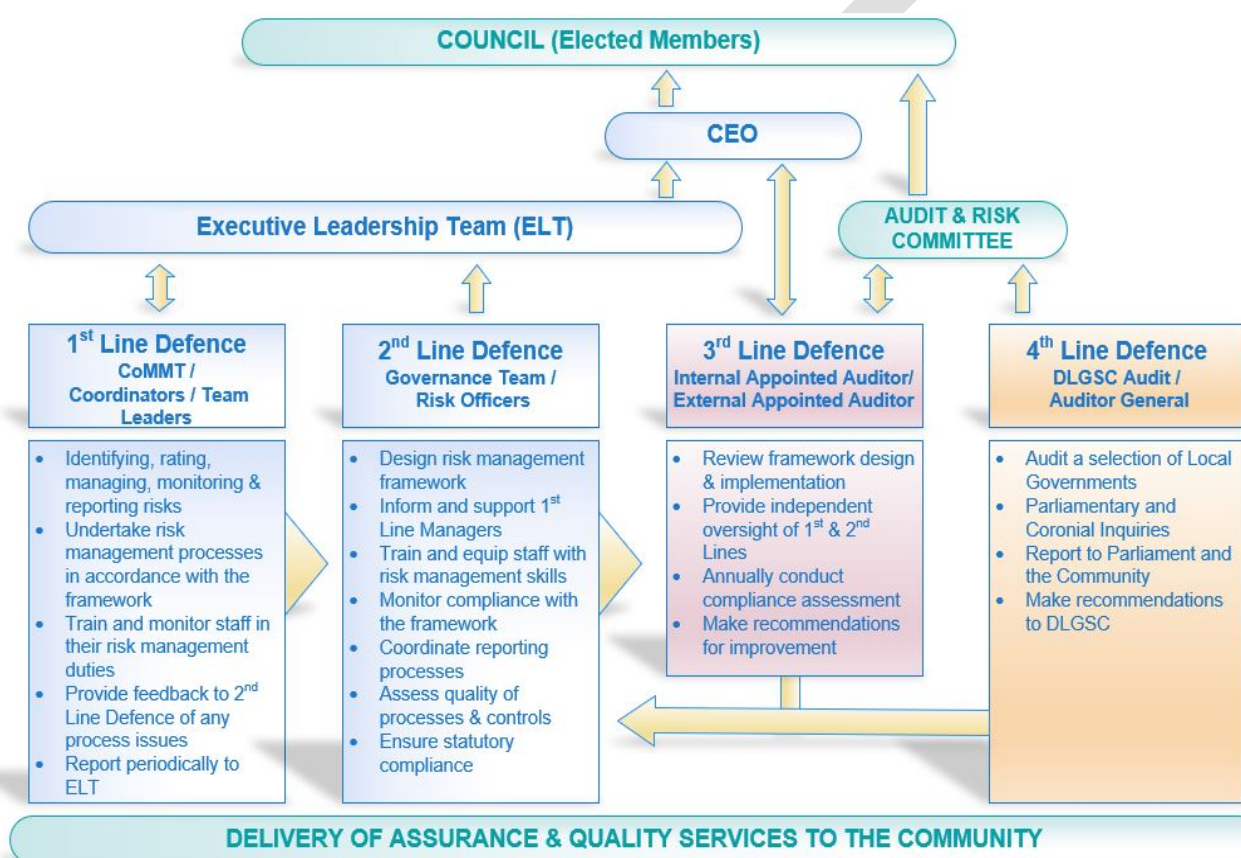 COUNCIL (Elected Members)
CEO
Executive Leadership Team (ELT)
AUDIT & RISK
COMMITTEE
1st Line Defence
CoMMT /
Coordinators / Team
Leaders
• Identifying, rating,
managing, monitoring &
reporting risks
• Undertake risk
management processes
in accordance with the
framework
• Train and monitor staff in
their risk management
duties
• Provide feedback to 2nd
Line Defence of any
process issues
• Report periodically to
ELT
2nd Line Defence
Governance Team /
Risk Officers
• Design risk management
framework
• Inform and support 1st
Line Managers
• Train and equip staff with
risk management skills
• Monitor compliance with
the framework
• Coordinate reporting
processes
• Assess quality of
processes & controls
• Ensure statutory
compliance
3rd Line Defence
Internal Appointed Auditor/
External Appointed Auditor
• Review framework design
& implementation
• Provide independent
oversight of 1st & 2nd
Lines
• Annually conduct
compliance assessment
• Make recommendations
for improvement
4th Line Defence
DLGSC Audit /
Auditor General
• Audit a selection of Local
Governments
• Parliamentary and
Coronial Inquiries
• Report to Parliament and
the Community
• Make recommendations
to DLGSC
DELIVERY OF ASSURANCE & QUALITY SERVICES TO THE COMMUNITY